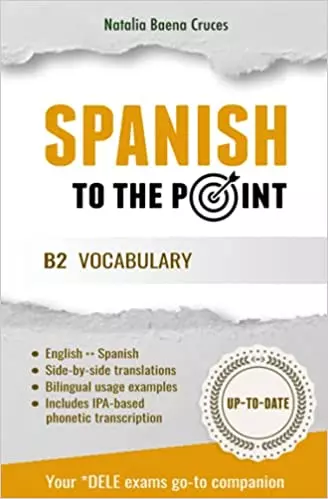 Natalia Baena Cruces
SPANISH
TO THE POINT
B2 VOCABULARY
● English ↔ Spanish
● Side-by-side translations
● Bilingual usage examples
● Includes IPA-based
phonetic transcription
UP-TO-DATE
Your *DELE exams go-to companion